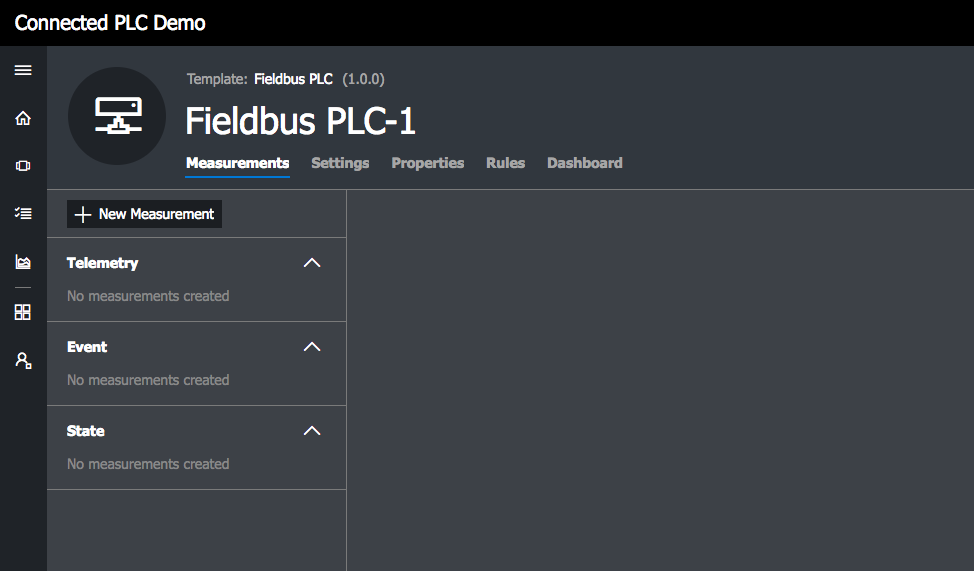 Connected PLC Demo
Template: Fieldbus PLC (1.0.0)
Fieldbus PLC-1
Measurements Settings Properties Rules Dashboard
New Measurement
Telemetry
No measurements created
Event
No measurements created
State
No measurements created